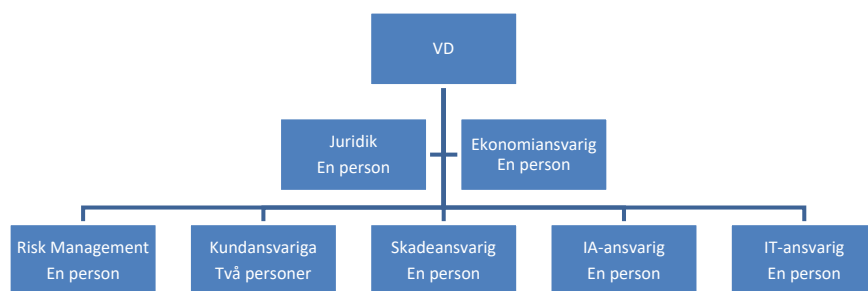 VD
Juridik
En person
Ekonomiansvarig
En person
Risk Management
En person
Kundansvariga
Två personer
Skadeansvarig
En person
IA-ansvarig
En person
IT-ansvarig
En person